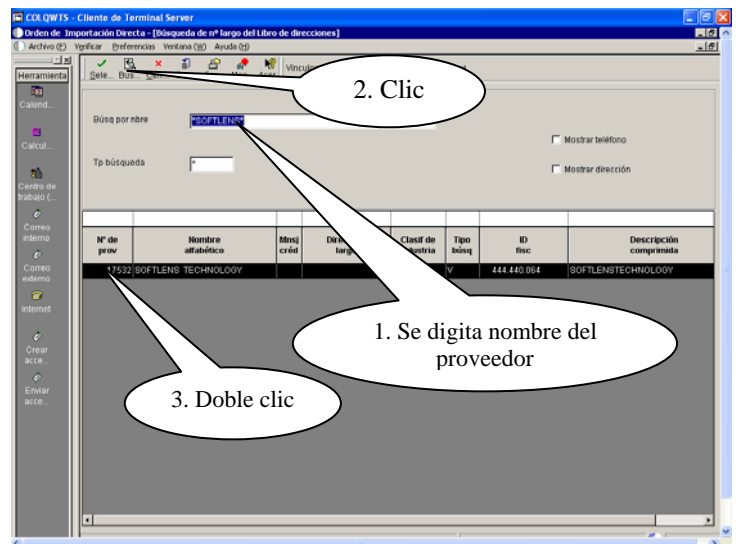 COLQWTS - Cliente de Terminal Server
Orden de Importación Directa - [Búsqueda de nº largo del Libro de direcciones]
Archivo (F) Verificar Preferencias Ventana (W) Ayuda (H)
Herramienta
Sele... Bús...
2. Clic
Calend...
Calcul...
Centro de
trabajo (...
Correo
interno
Correo
externo
Internet
Crear
acce...
Enviar
acce...
Búsq por nbre *SOFTLENS*
Mostrar teléfono
Tp búsqueda *
Mostrar dirección
Nº de prov
Nombre alfabético
Mnsj créd
Clasif de
Tipo búsq
ID fisc
Descripción comprimida
17532 SOFTLENS TECHNOLOGY V 444.440.064 SOFTLENSTECHNOLOGY
1. Se digita nombre del
proveedor
3. Doble clic